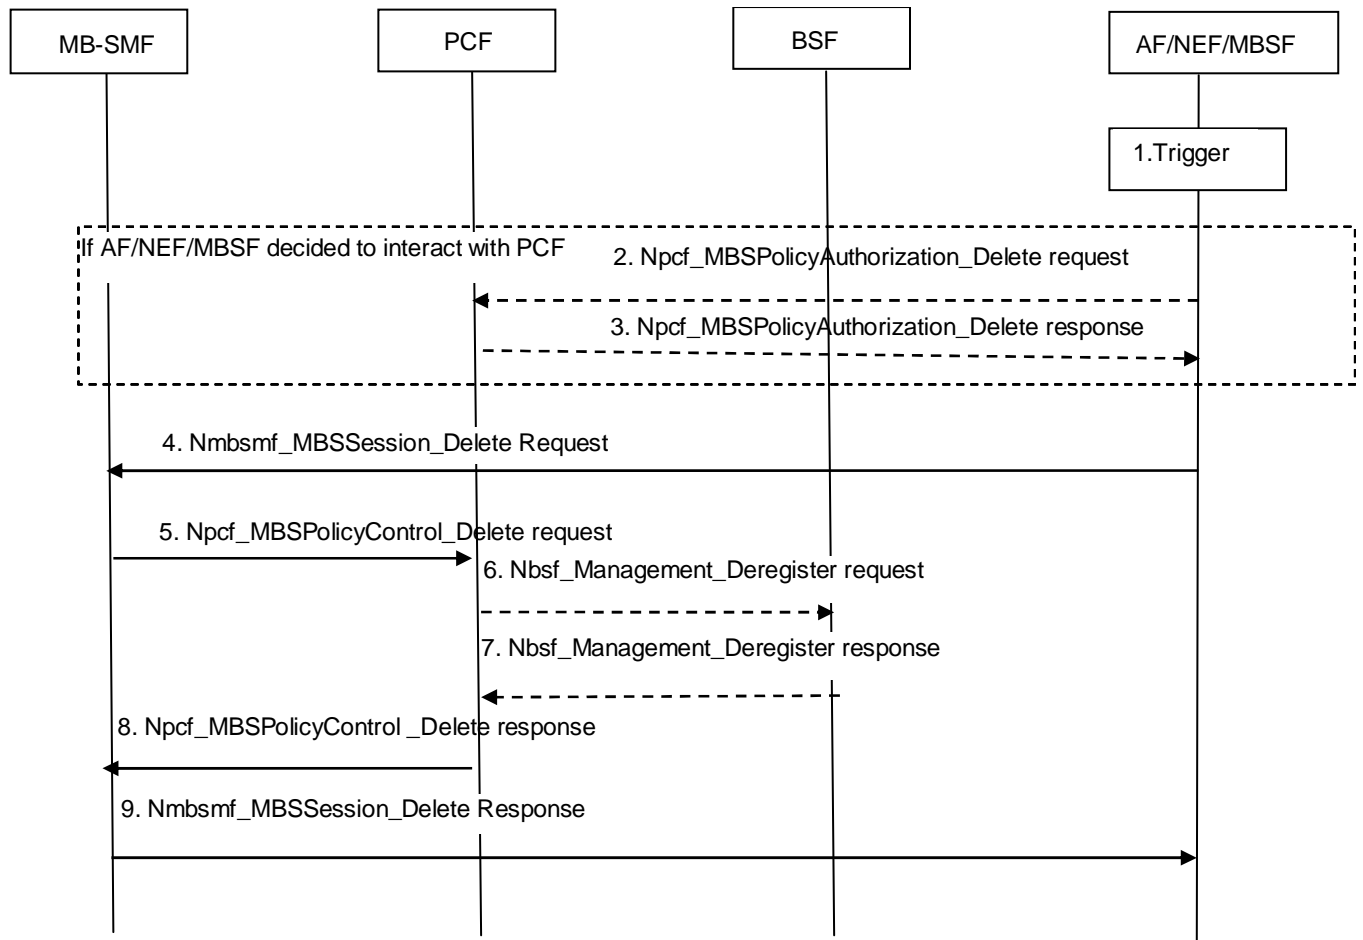 MB-SMF
PCF
BSF
AF/NEF/MBSF
1.Trigger
If AF/NEF/MBSF decided to interact with PCF
2. Npcf_MBSPolicyAuthorization_Delete request
3. Npcf_MBSPolicyAuthorization_Delete response
4. Nmbsmf_MBSSession_Delete Request
5. Npcf_MBSPolicyControl_Delete request
6. Nbsf_Management_Deregister request
7. Nbsf_Management_Deregister response
8. Npcf_MBSPolicyControl _Delete response
9. Nmbsmf_MBSSession_Delete Response